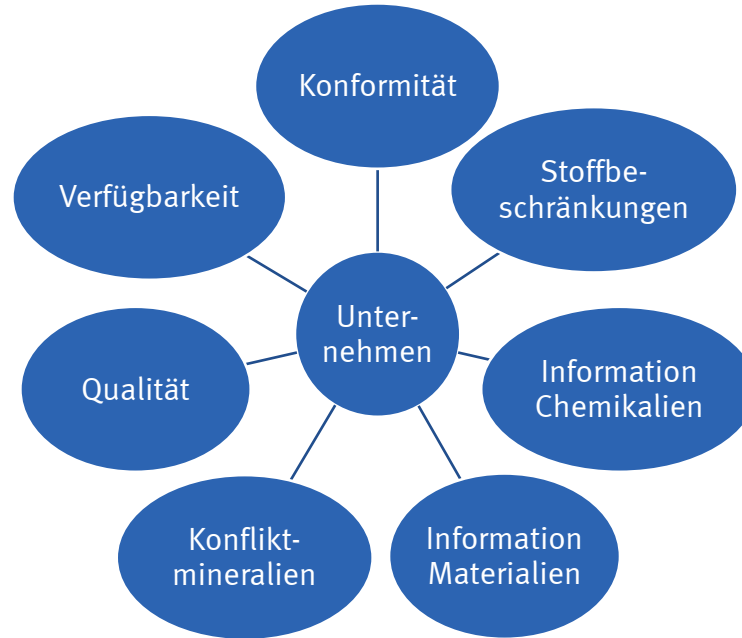 Konformität
Stoffbe-
schränkungen
Verfügbarkeit
Unter-
nehmen
Information
Chemikalien
Qualität
Konflikt-
mineralien
Information
Materialien